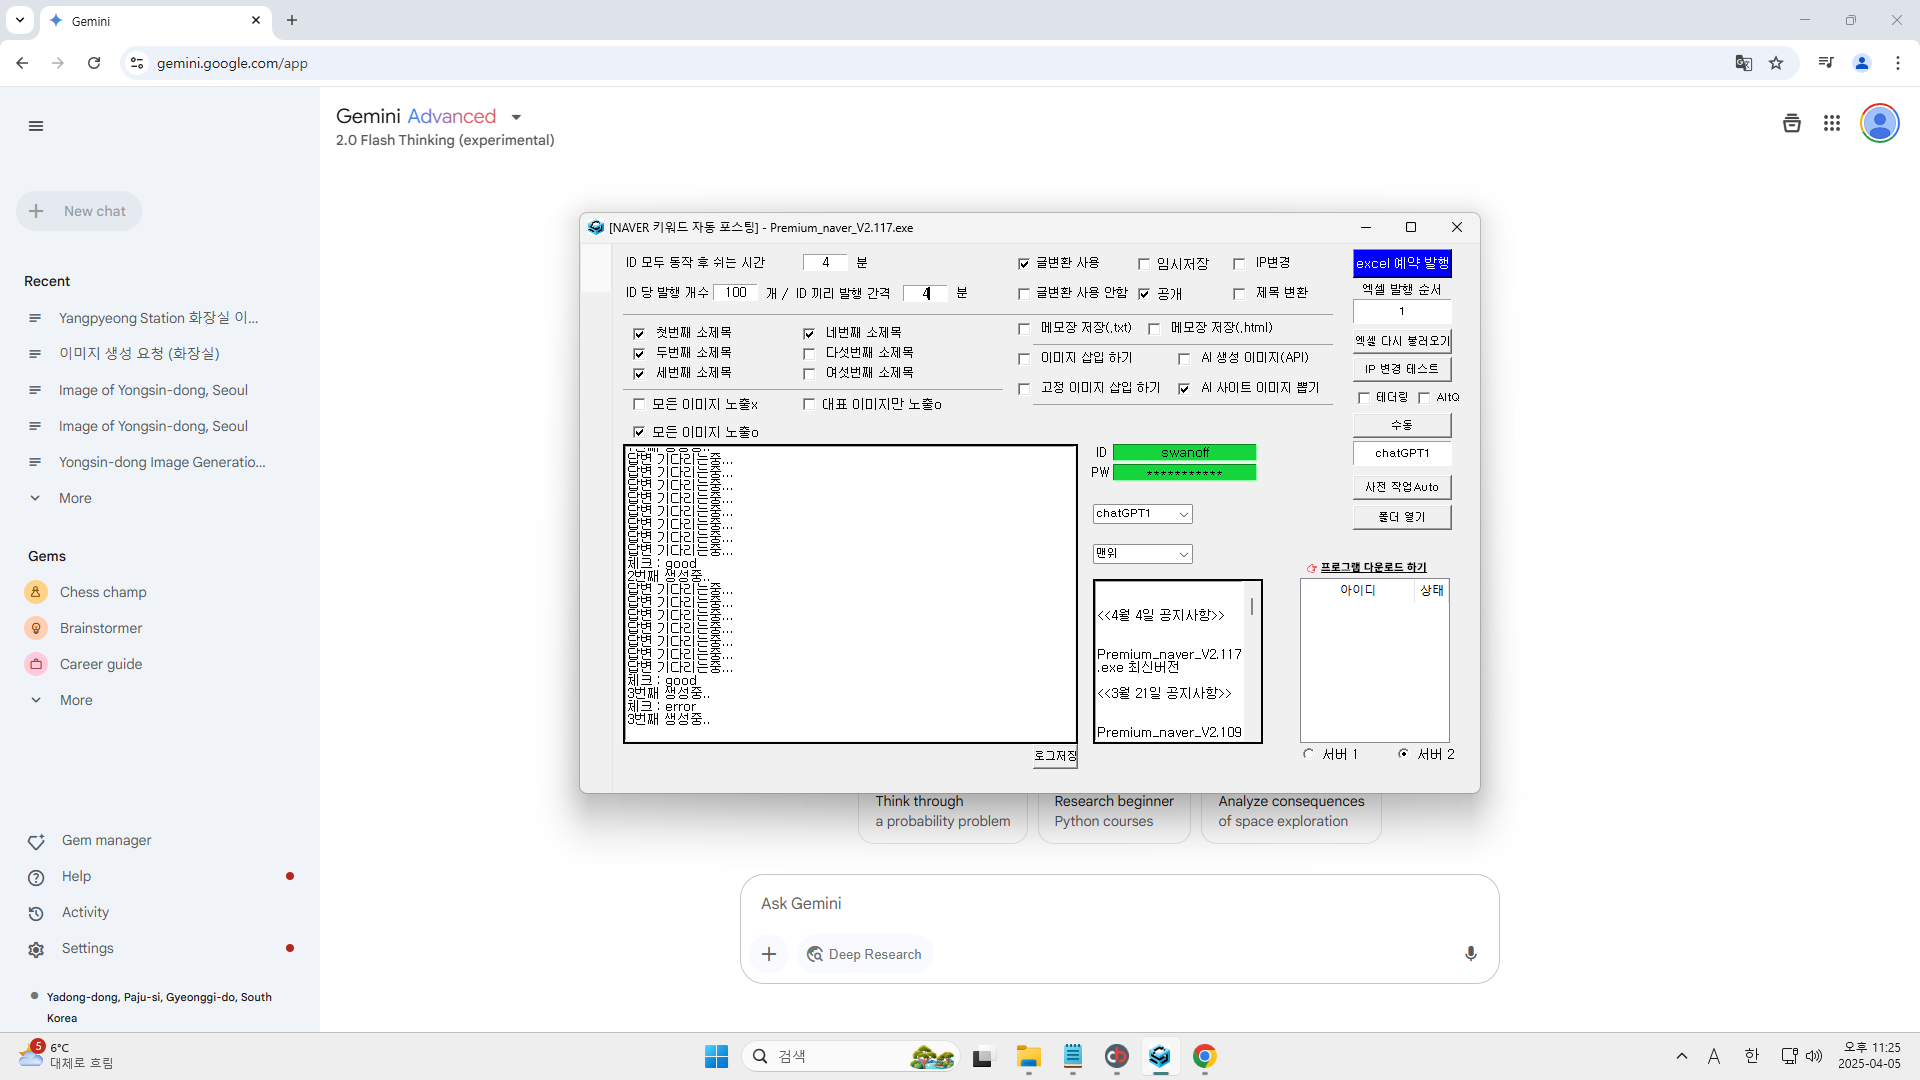 Gemini
gemini.google.com/app
Gemini Advanced
2.0 Flash Thinking (experimental)
New chat
Recent
Yangpyeong Station 화장실 이...
이미지 생성 요청 (화장실)
Image of Yongsin-dong, Seoul
Image of Yongsin-dong, Seoul
Yongsin-dong Image Generatio...
More
Gems
Chess champ
Brainstormer
Career guide
More
Gem manager
Help
Activity
Settings
Yadong-dong, Paju-si, Gyeonggi-do, South
Korea
[NAVER 키워드 자동 포스팅] - Premium_naver_V2.117.exe
ID 모두 동작 후 쉬는 시간 4 분
ID 당 발행 개수 100 개 / ID 끼리 발행 간격 4 분
글변환 사용 임시저장 IP변경
글변환 사용 안함 공개 제목 변환
첫번째 소제목 네번째 소제목
두번째 소제목 다섯번째 소제목
세번째 소제목 여섯번째 소제목
모든 이미지 노출x 대표 이미지만 노출o
모든 이미지 노출o
메모장 저장(.txt) 메모장 저장(.html)
이미지 삽입 하기 AI 생성 이미지(API)
고정 이미지 삽입 하기 AI 사이트 이미지 뽑기
excel 예약 발행
엑셀 발행 순서
1
엑셀 다시 불러오기
IP 변경 테스트
테더링 AltQ
수동
chatGPT1
사전 작업Auto
폴더 열기
답변 기다리는중...
답변 기다리는중...
답변 기다리는중...
답변 기다리는중...
답변 기다리는중...
답변 기다리는중...
답변 기다리는중...
답변 기다리는중...
체크 : good
2번째 생성중..
답변 기다리는중...
답변 기다리는중...
답변 기다리는중...
답변 기다리는중...
답변 기다리는중...
답변 기다리는중...
답변 기다리는중...
체크 : good
3번째 생성중..
체크 : error
3번째 생성중..
로그저장
ID swanoff
PW ***********
chatGPT1
맨위
<<4월 4일 공지사항>>
Premium_naver_V2.117
.exe 최신버전
<<3월 21일 공지사항>>
Premium_naver_V2.109
프로그램 다운로드 하기
아이디 상태
서버 1 서버 2
Think through
a probability problem
Research beginner
Python courses
Analyze consequences
of space exploration
Ask Gemini
Deep Research
5
6°C
대체로 흐림
검색
A 한
오후 11:25
2025-04-05